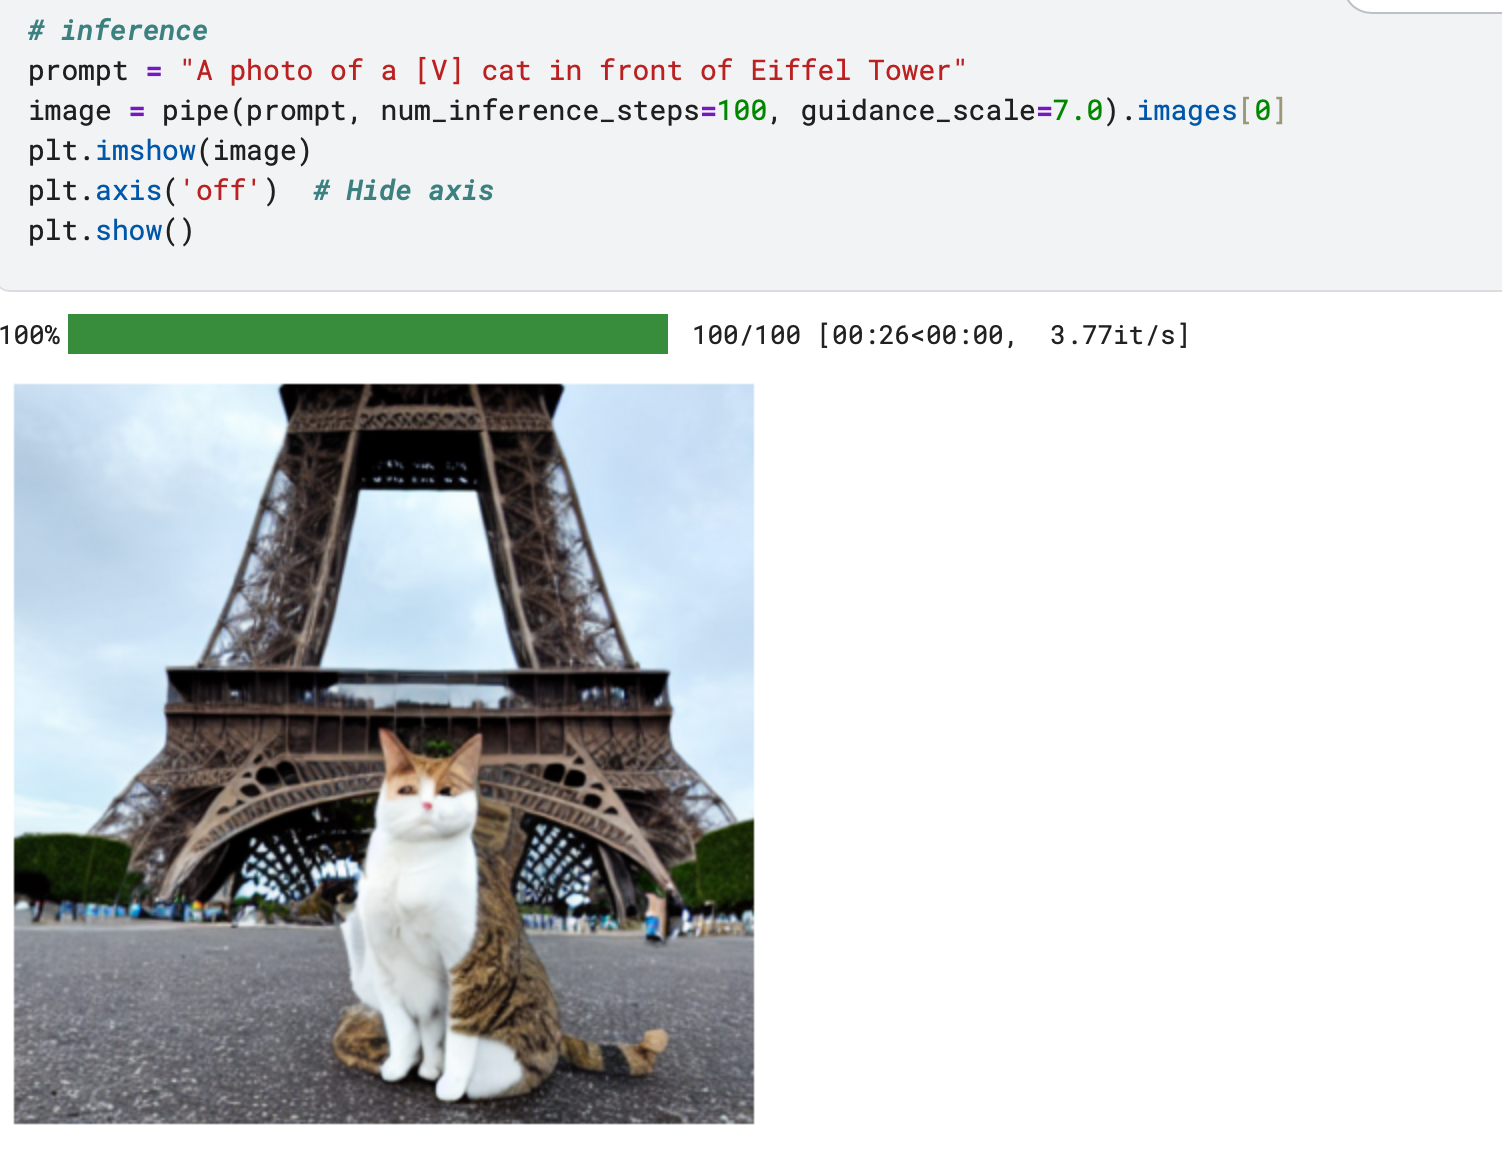 # inference
prompt = "A photo of a [V] cat in front of Eiffel Tower"
image = pipe(prompt, num_inference_steps=100, guidance_scale=7.0).images[0]
plt.imshow(image)
plt.axis('off')  # Hide axis
plt.show()
100% 100/100 [00:26<00:00,  3.77it/s]